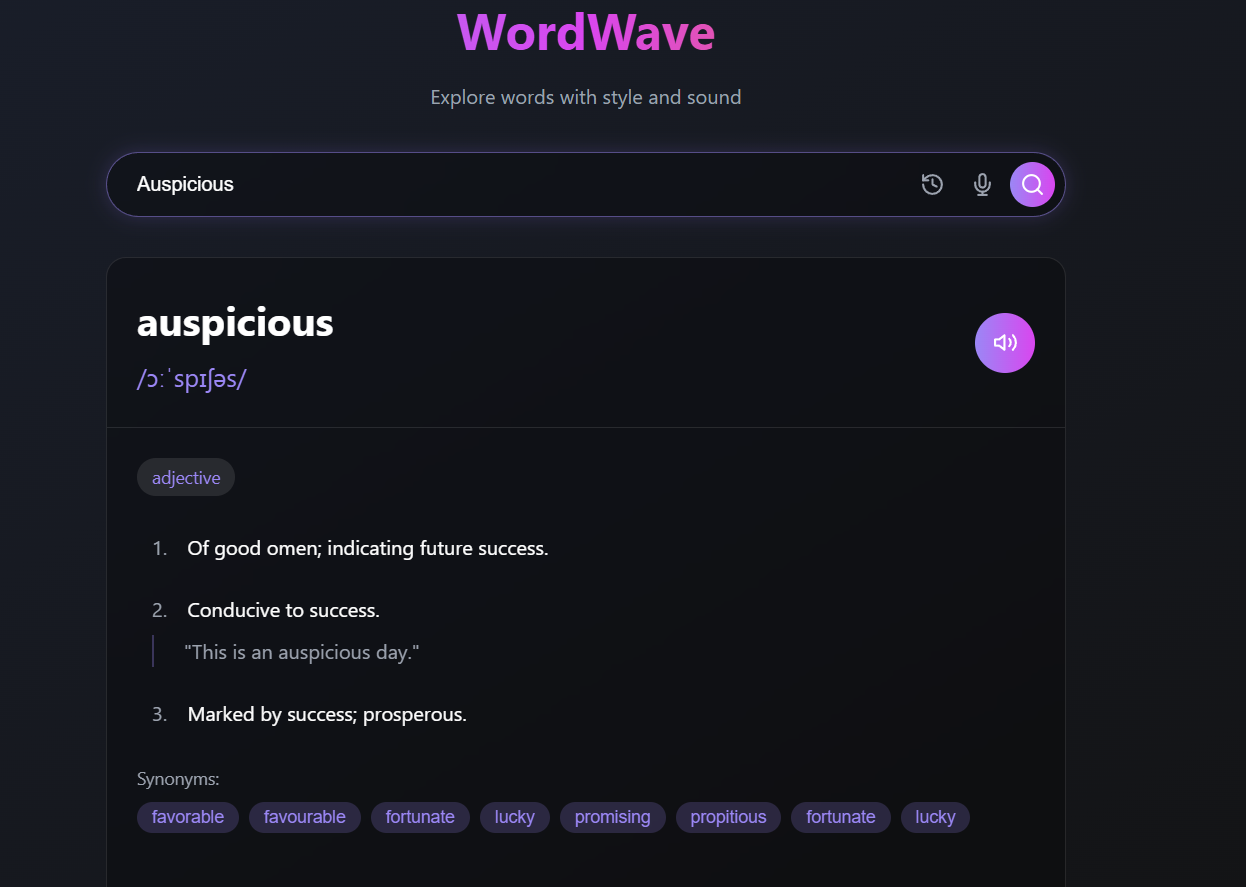 WordWave
Explore words with style and sound
Auspicious
auspicious
/ɔːˈspɪʃəs/
adjective
1. Of good omen; indicating future success.
2. Conducive to success.
"This is an auspicious day."
3. Marked by success; prosperous.
Synonyms:
favorable favourable fortunate lucky promising propitious fortunate lucky